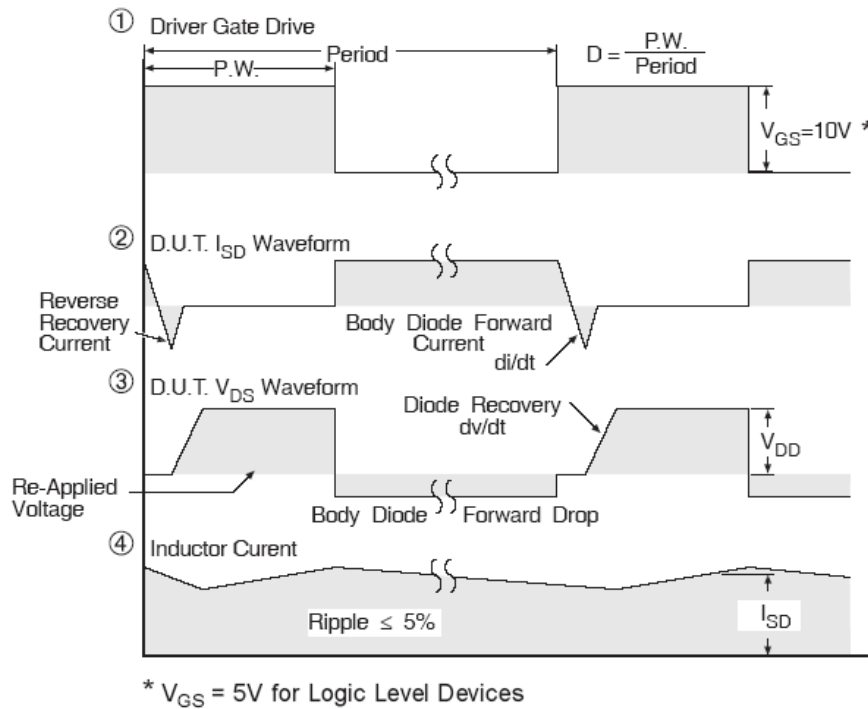 ① Driver Gate Drive
Period
P.W.
D = P.W. / Period
V_GS=10V *
② D.U.T. I_SD Waveform
Reverse
Recovery
Current
Body Diode Forward
Current
di/dt
③ D.U.T. V_DS Waveform
Diode Recovery
dv/dt
V_DD
Re-Applied
Voltage
Body Diode Forward Drop
④ Inductor Curent
Ripple ≤ 5%
I_SD
* V_GS = 5V for Logic Level Devices